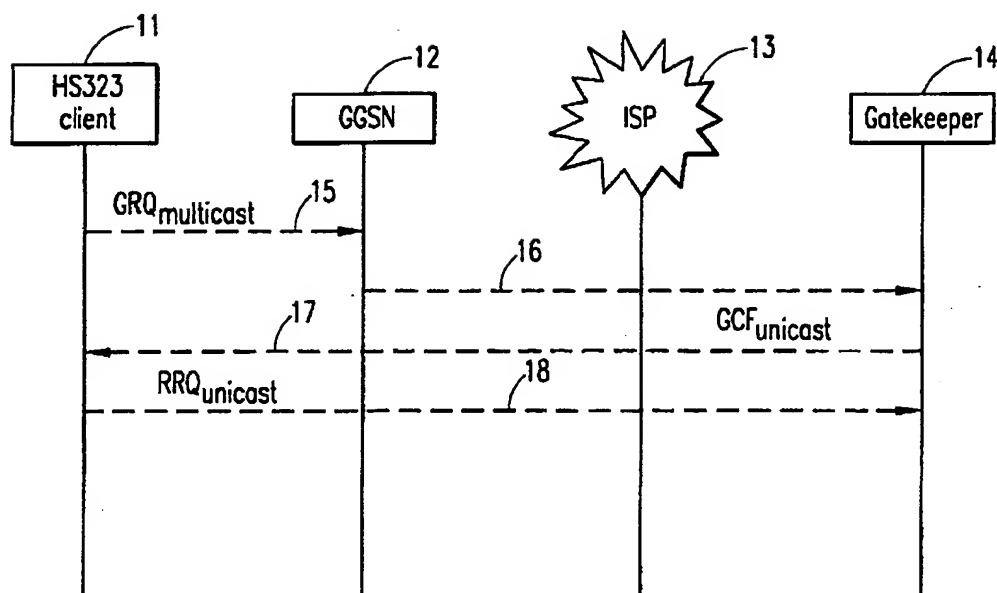 11
12
13
14
HS323
client
GGSN
ISP
Gatekeeper
15
GRQmulticast
16
17
GCFunicast
RRQunicast
18